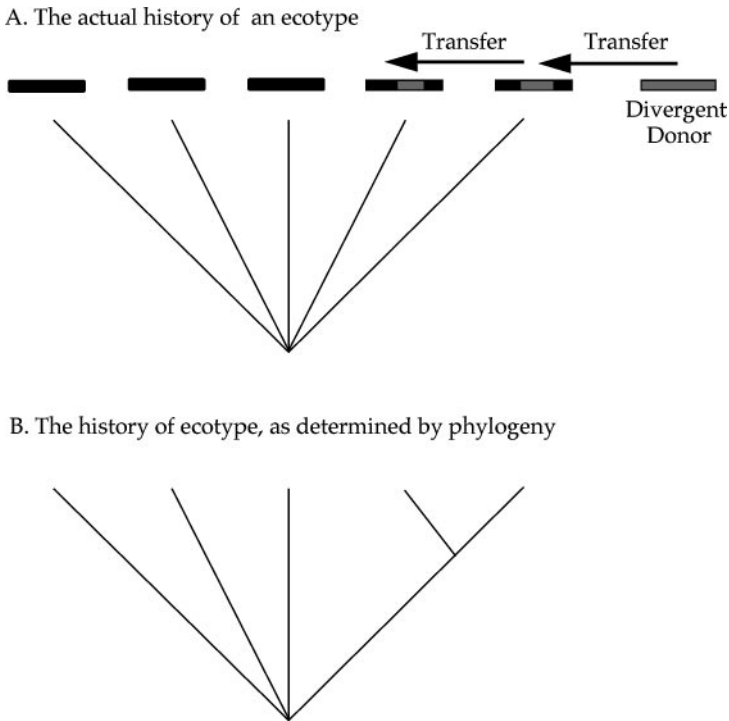 A. The actual history of an ecotype
Transfer Transfer
Divergent
Donor
B. The history of ecotype, as determined by phylogeny